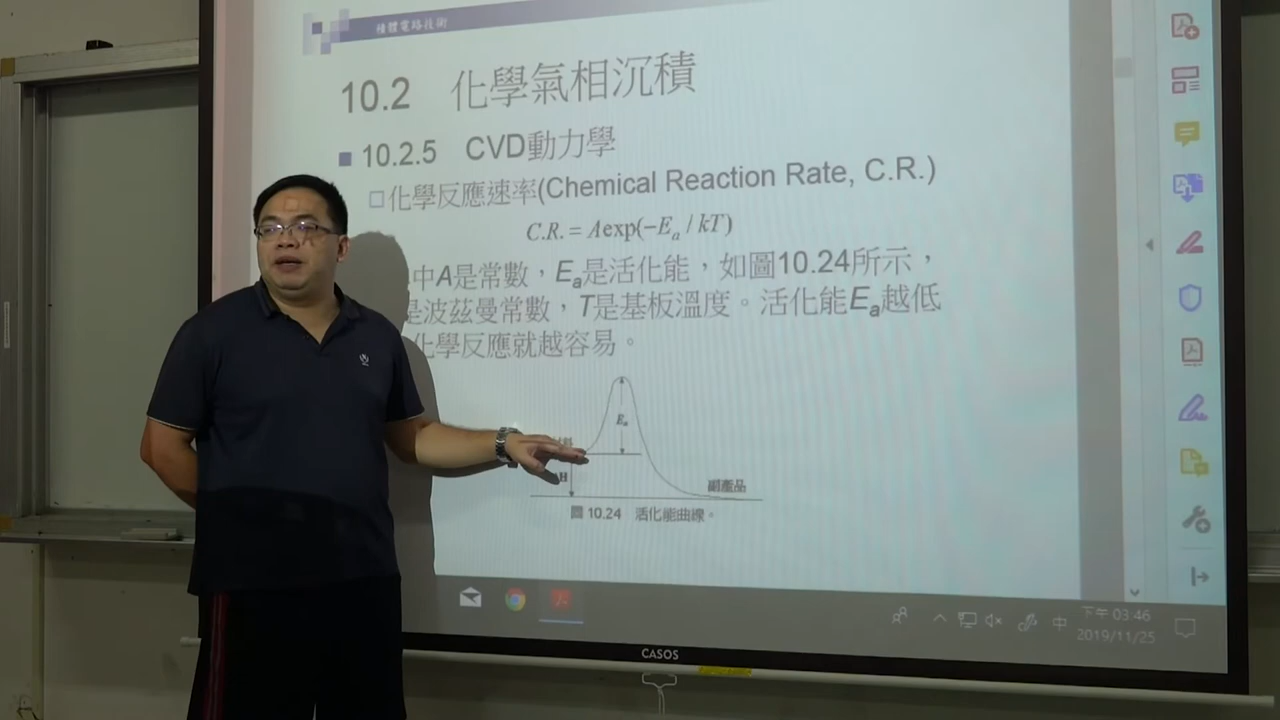 積體電路技術
10.2 化學氣相沉積
10.2.5 CVD動力學
化學反應速率(Chemical Reaction Rate, C.R.)
C.R. = Aexp(−Ea / kT)
中A是常數，Ea是活化能，如圖10.24所示，
是波茲曼常數，T是基板溫度。活化能Ea越低
化學反應就越容易。
Ea
H
副產品
圖 10.24 活化能曲線。
中
下午 03:46
2019/11/25
CASOS